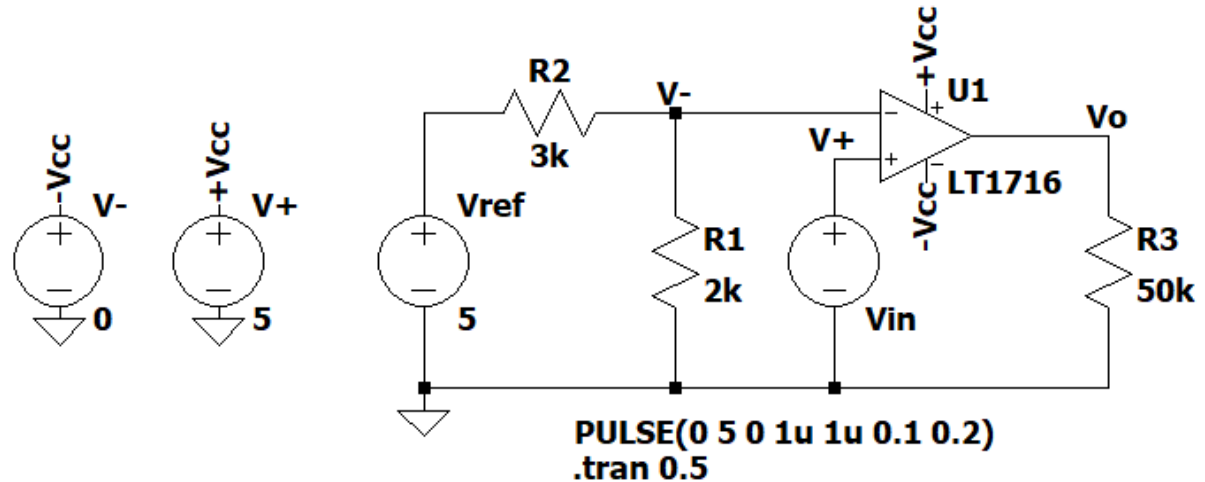 -Vcc
V-
0
+Vcc
V+
5
Vref
5
R2
3k
V-
R1
2k
V+
Vin
+Vcc
U1
-
+
+
-
LT1716
-Vcc
Vo
R3
50k
PULSE(0 5 0 1u 1u 0.1 0.2)
.tran 0.5